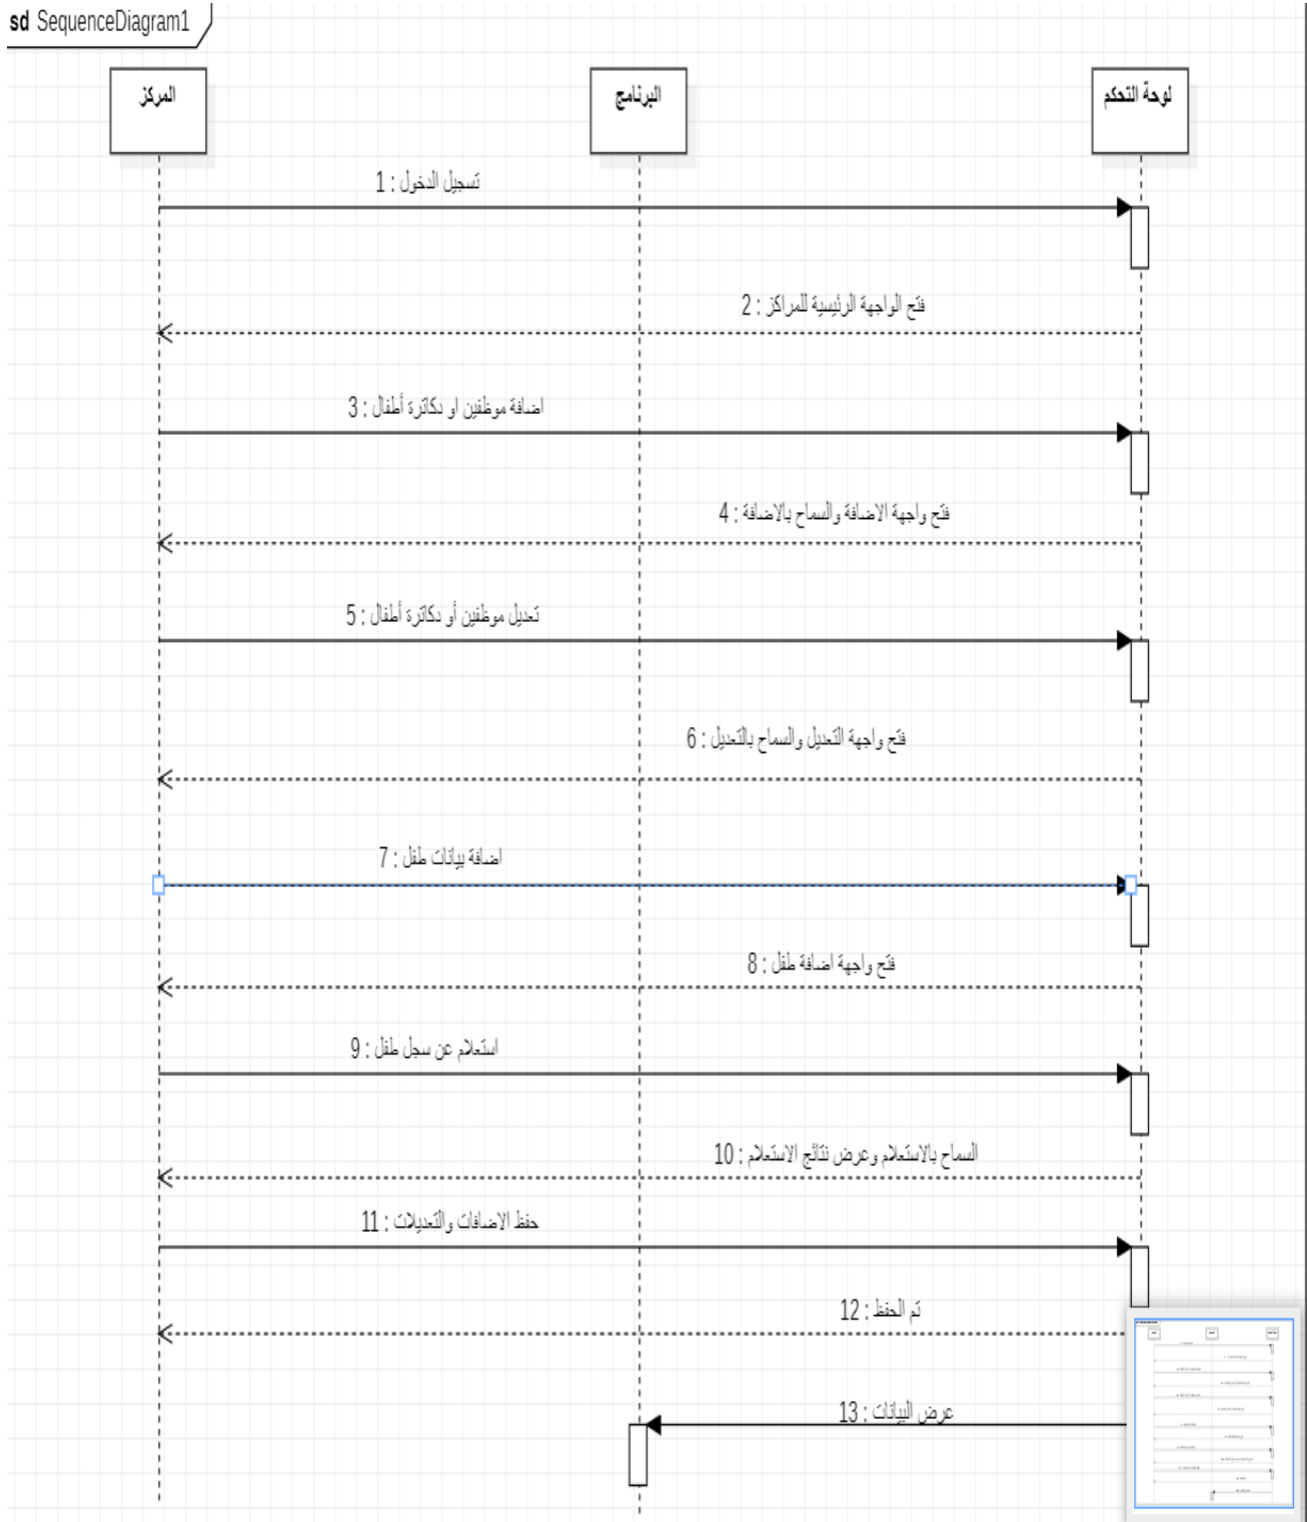 sd SequenceDiagram1
المركز
البرنامج
لوحة التحكم
1 : تسجيل الدخول
2 : فتح الواجهة الرئيسية للمراكز
3 : اضافة موظفين او دكاترة أطفال
4 : فتح واجهة الاضافة والسماح بالاضافة
5 : تعديل موظفين أو دكاترة أطفال
6 : فتح واجهة التعديل والسماح بالتعديل
7 : اضافة بيانات طفل
8 : فتح واجهة اضافة طفل
9 : استعلام عن سجل طفل
10 : السماح بالاستعلام وعرض نتائج الاستعلام
11 : حفظ الاضافات والتعديلات
12 : تم الحفظ
13 : عرض البيانات